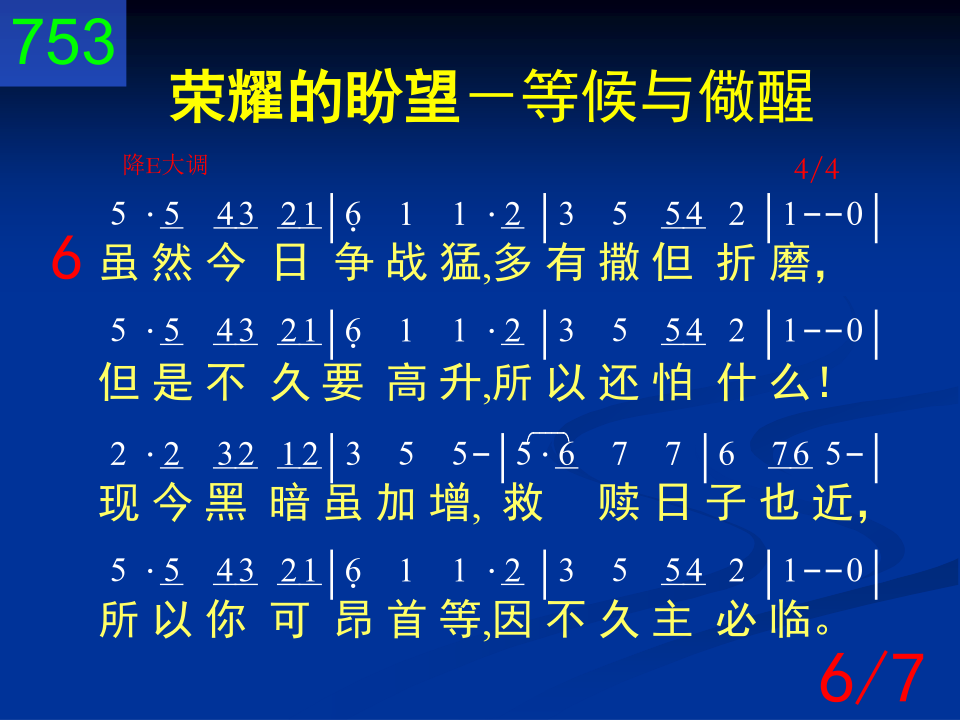 753
荣耀的盼望－等候与儆醒
降E大调 4/4
5 ·5 43 21|6̣ 1 1 ·2|3 5 54 2|1--0|
6 虽然今日争战猛,多有撒但折磨，
5 ·5 43 21|6̣ 1 1 ·2|3 5 54 2|1--0|
但是不久要高升,所以还怕什么！
2 ·2 32 12|3 5 5-|5·6 7 7|6 76 5-|
现今黑暗虽加增,救赎日子也近，
5 ·5 43 21|6̣ 1 1 ·2|3 5 54 2|1--0|
所以你可昂首等,因不久主必临。
6/7